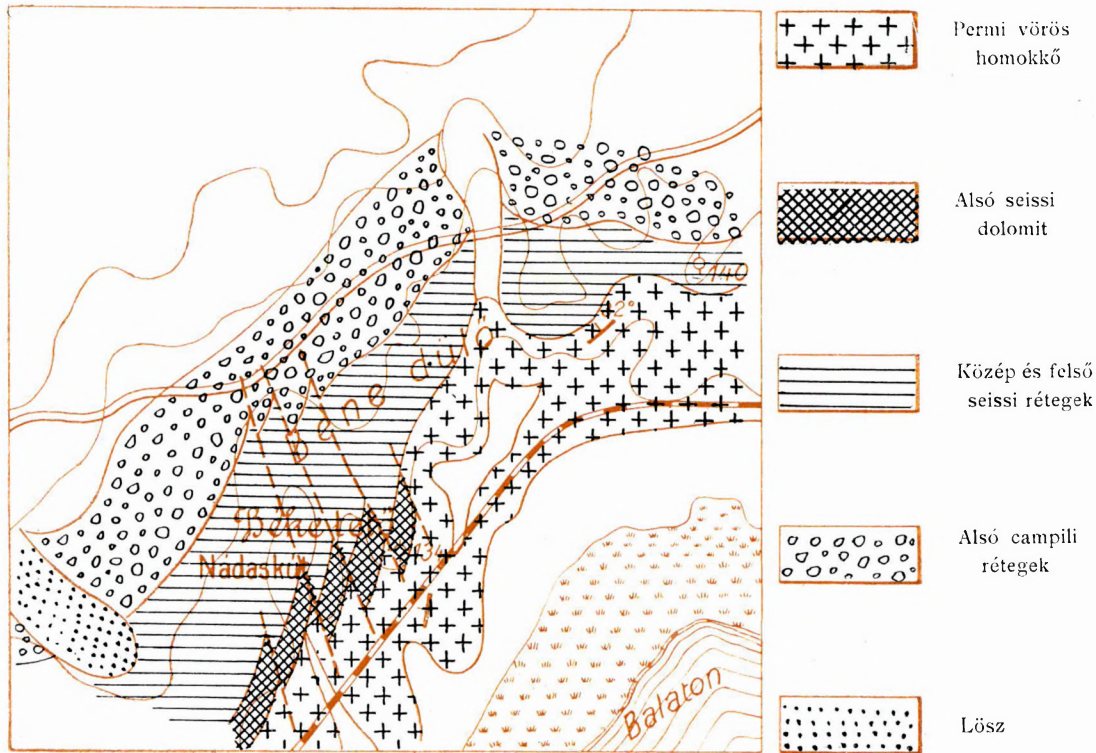 Permi vörös
homokkő
Alsó seissi
dolomit
Közép és felső
seissi rétegek
Alsó campili
rétegek
Lösz
140
Bene dűlő
Nádaskút
Balaton